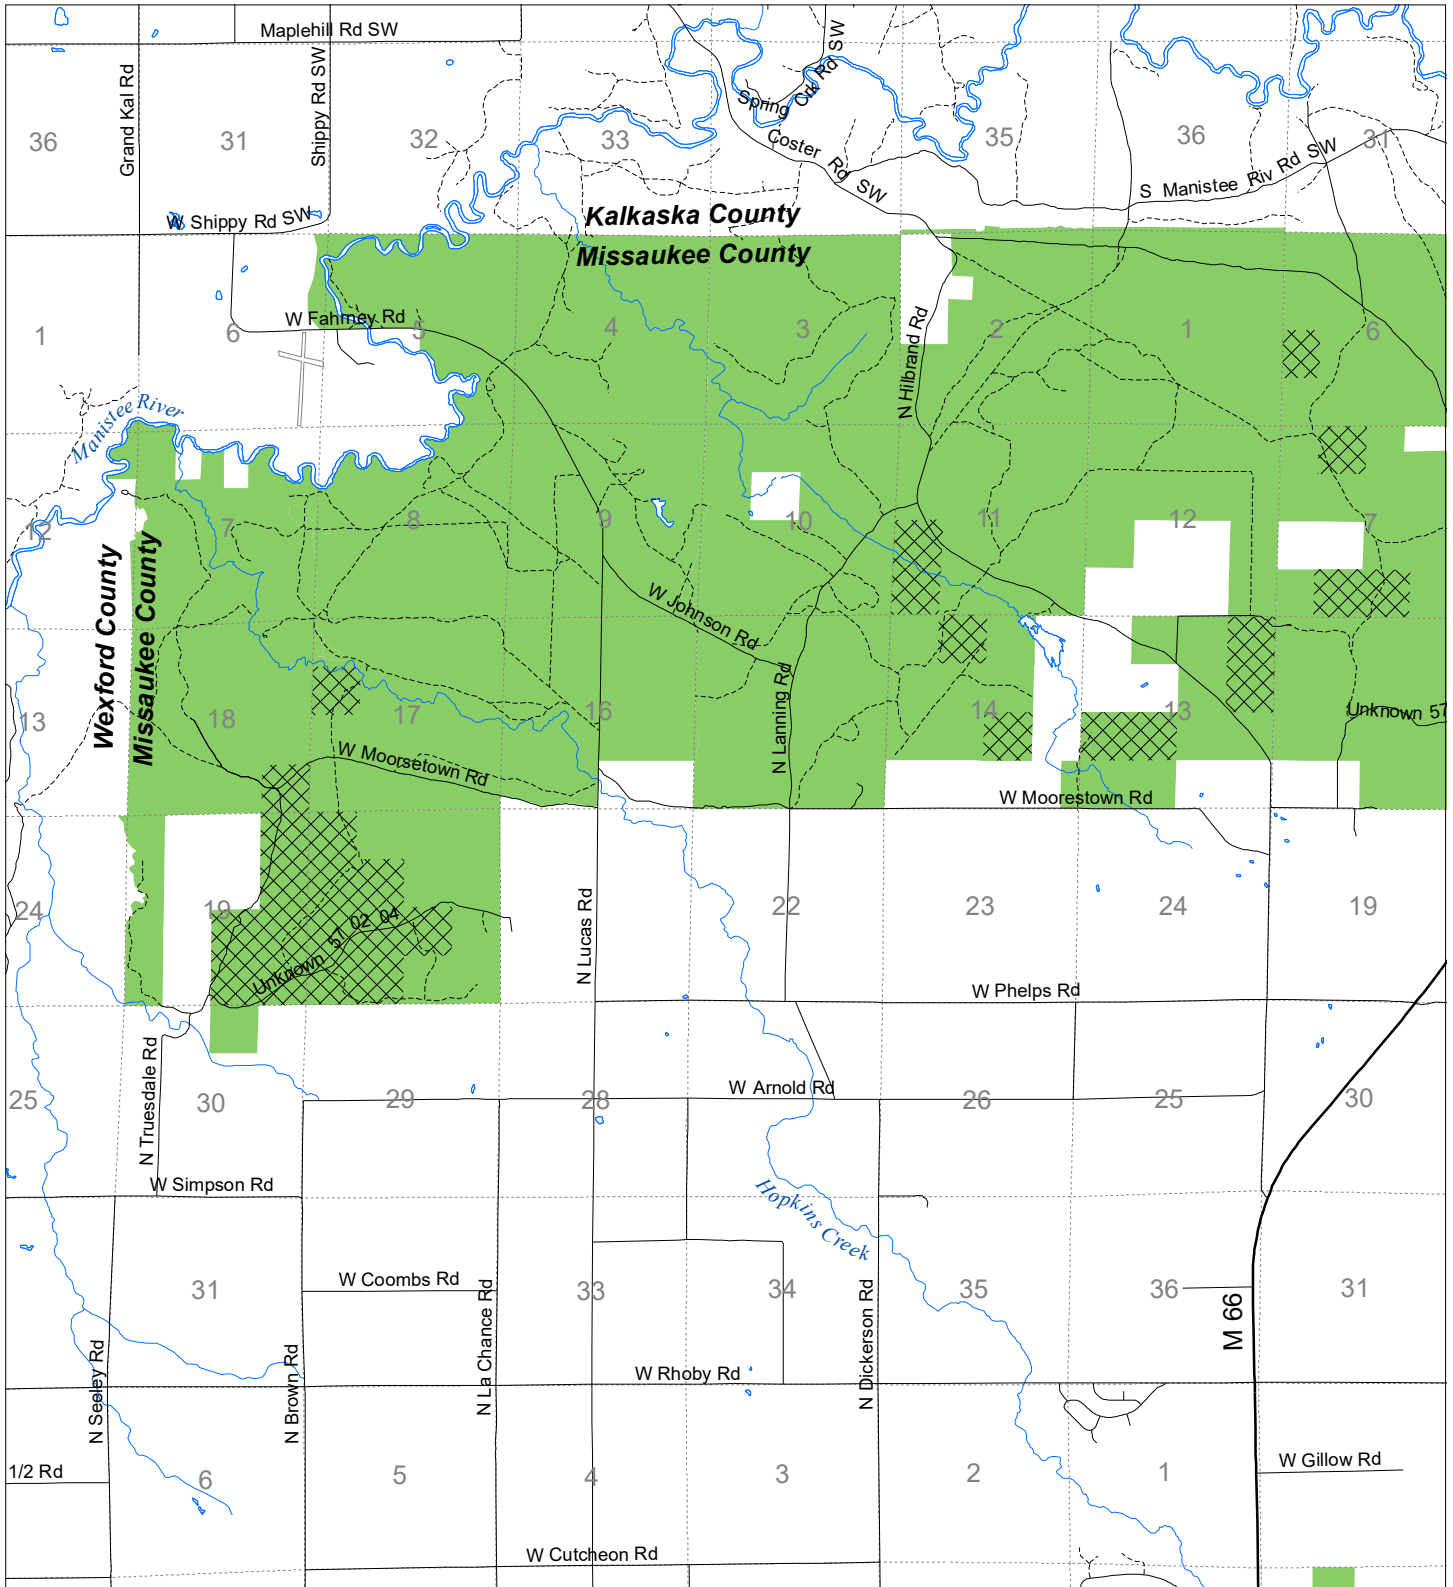 Maplehill Rd SW
Grand Kal Rd
Shippy Rd SW
Spring Crk Rd SW
36
31
32
33
Coster Rd SW
35
36
31
S Manistee Riv Rd SW
W Shippy Rd SW
Kalkaska County
Missaukee County
1
6
W Fahrney Rd
5
4
3
N Hilbrand Rd
2
1
6
Manistee River
12
7
8
9
10
11
12
7
Wexford County
Missaukee County
W Johnson Rd
N Lanning Rd
13
18
17
16
14
13
Unknown 57
W Moorsetown Rd
W Moorestown Rd
24
19
Unknown 57 02 04
N Lucas Rd
22
23
24
19
W Phelps Rd
N Truesdale Rd
25
30
29
28
W Arnold Rd
26
25
30
W Simpson Rd
Hopkins Creek
31
W Coombs Rd
N La Chance Rd
33
34
N Dickerson Rd
35
36
M 66
31
N Seeley Rd
N Brown Rd
W Rhoby Rd
1/2 Rd
6
5
4
3
2
1
W Gillow Rd
W Cutcheon Rd